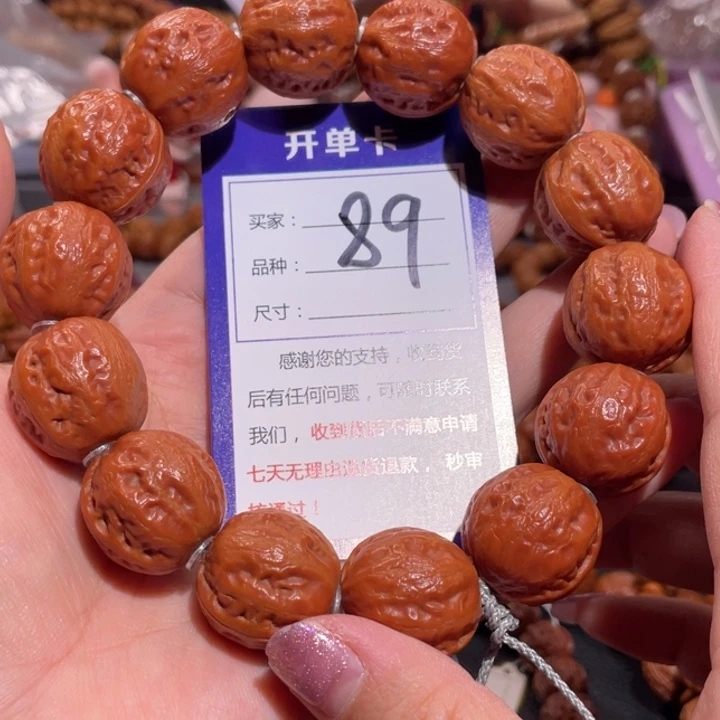 开单卡
买家：89
品种：
尺寸：
感谢您的支持，收到货
后有任何问题，可随时联系
我们，收到货后不满意申请
七天无理由退货退款，秒审
核通过！